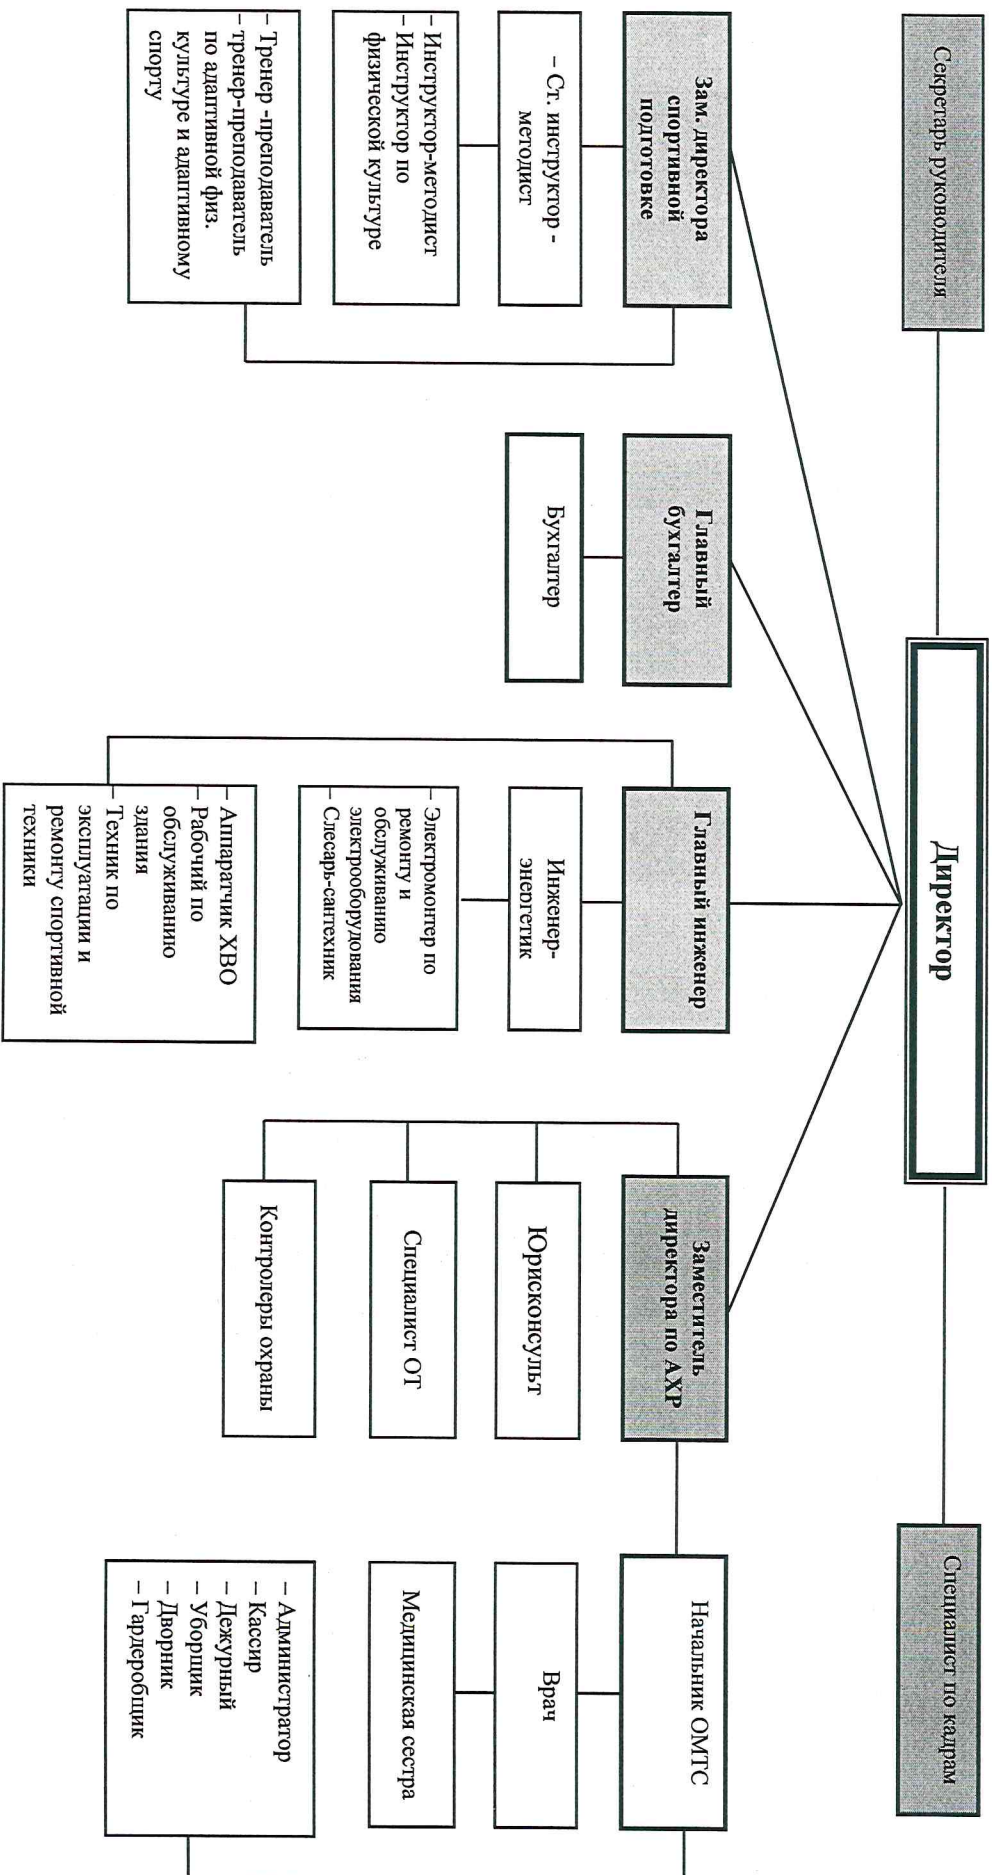 Секретарь руководителя
Директор
Специалист по кадрам
Зам. директора
спортивной
подготовке
Главный
бухгалтер
Главный инженер
Заместитель
директора по АХР
Начальник ОМТС
– Ст. инструктор -
методист
Бухгалтер
Инженер-
энергетик
Юрисконсульт
Врач
– Инструктор-методист
– Инструктор по
физической культуре
– Электромонтер по
ремонту и
обслуживанию
электрооборудования
– Слесарь-сантехник
Специалист ОТ
Медицинская сестра
– Тренер -преподаватель
– тренер-преподаватель
по адаптивной физ.
культуре и адаптивному
спорту
– Аппаратчик ХВО
– Рабочий по
обслуживанию
здания
– Техник по
эксплуатации и
ремонту спортивной
техники
Контролеры охраны
– Администратор
– Кассир
– Дежурный
– Уборщик
– Дворник
– Гардеробщик